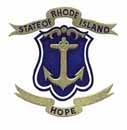 STATE OF RHODE ISLAND
HOPE